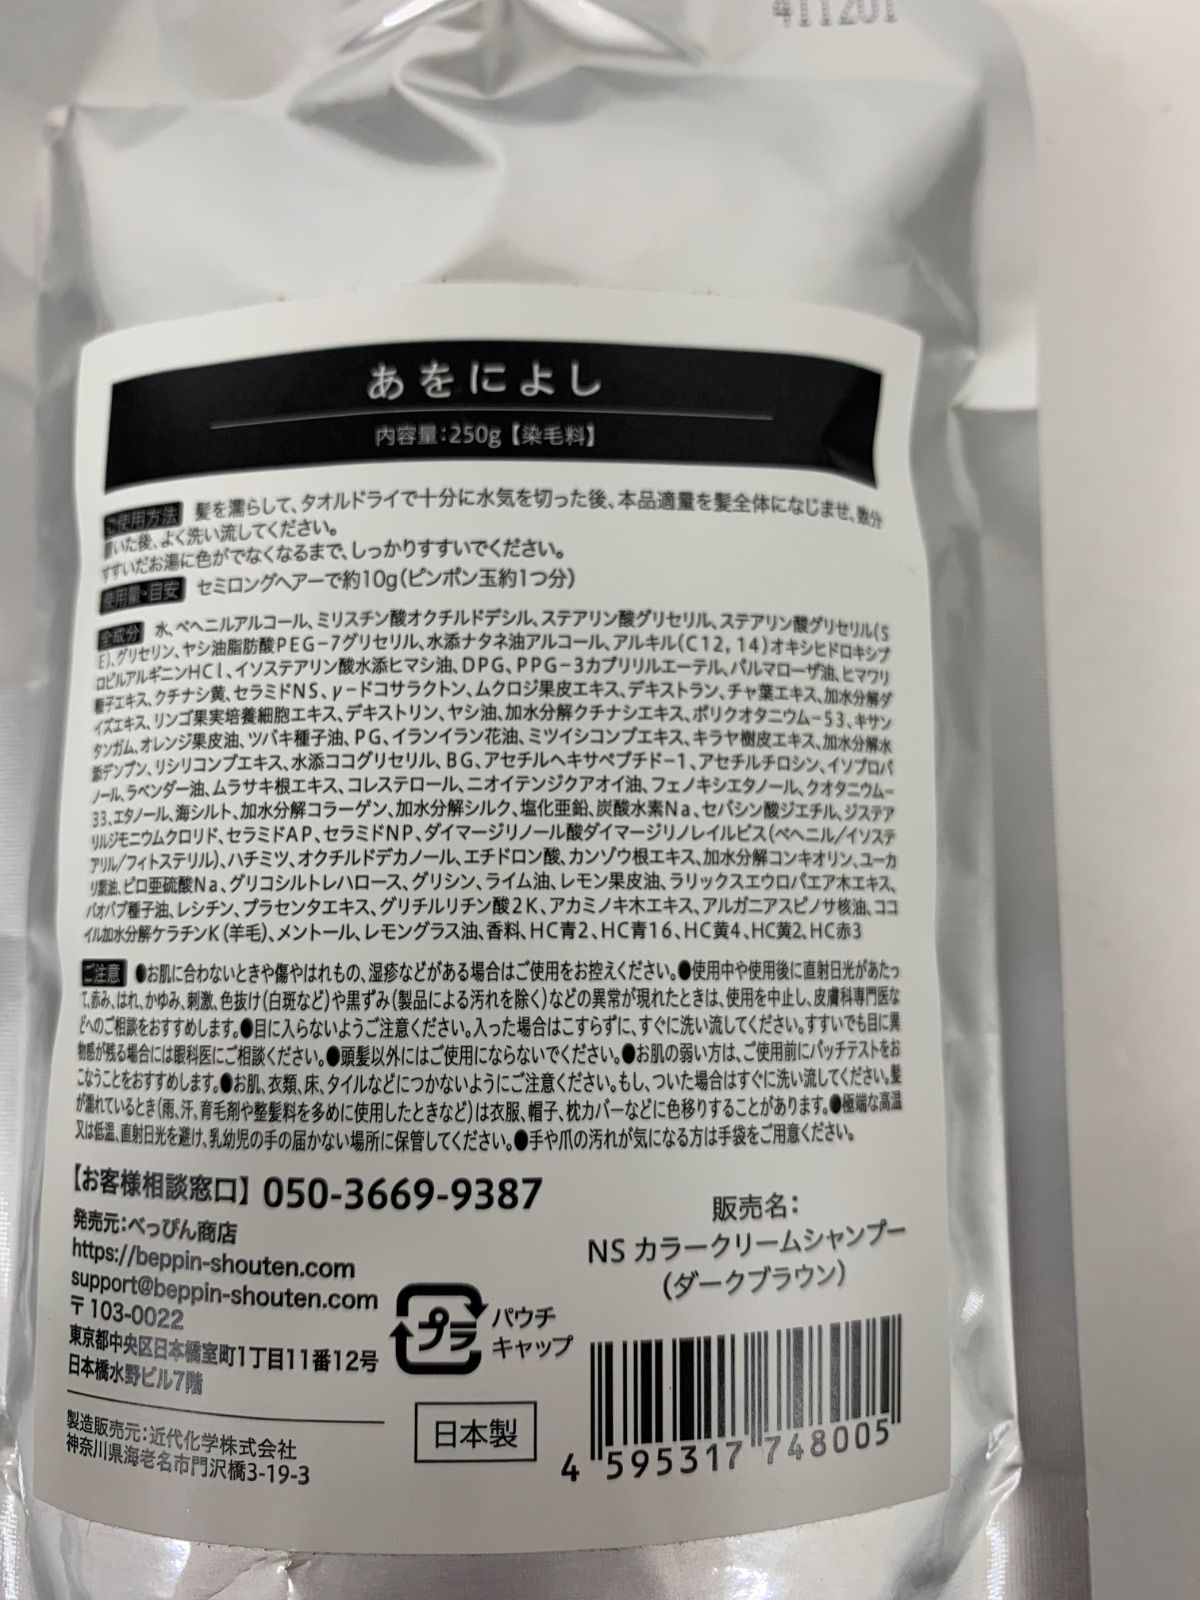 あをによし
内容量:250g【染毛料】
ご使用方法 髪を濡らして、タオルドライで十分に水気を切った後、本品適量を髪全体になじませ、数分
置いた後、よく洗い流してください。
すすいだお湯に色がでなくなるまで、しっかりすすいでください。
使用量・目安 セミロングヘアーで約10g(ピンポン玉約1つ分)
全成分 水、ベヘニルアルコール、ミリスチン酸オクチルドデシル、ステアリン酸グリセリル、ステアリン酸グリセリル(S
E)、グリセリン、ヤシ油脂肪酸PEG-7グリセリル、水添ナタネ油アルコール、アルキル(C12, 14)オキシヒドロキシプ
ロピルアルギニンHCl、イソステアリン酸水添ヒマシ油、DPG、PPG-3カプリリルエーテル、パルマローザ油、ヒマワリ
種子エキス、クチナシ黄、セラミドNS、γ-ドコサラクトン、ムクロジ果皮エキス、デキストラン、チャ葉エキス、加水分解ダ
イズエキス、リンゴ果実培養細胞エキス、デキストリン、ヤシ油、加水分解クチナシエキス、ポリクオタニウム-53、キサン
タンガム、オレンジ果皮油、ツバキ種子油、PG、イランイラン花油、ミツイシコンブエキス、キラヤ樹皮エキス、加水分解水
添デンプン、リシリコンブエキス、水添ココグリセリル、BG、アセチルヘキサペプチド-1、アセチルチロシン、イソプロパ
ノール、ラベンダー油、ムラサキ根エキス、コレステロール、ニオイテンジクアオイ油、フェノキシエタノール、クオタニウム-
33、エタノール、海シルト、加水分解コラーゲン、加水分解シルク、塩化亜鉛、炭酸水素Na、セバシン酸ジエチル、ジステア
リルジモニウムクロリド、セラミドAP、セラミドNP、ダイマージリノール酸ダイマージリノレイルビス(ベヘニル/イソステ
アリル/フィトステリル)、ハチミツ、オクチルドデカノール、エチドロン酸、カンゾウ根エキス、加水分解コンキオリン、ユーカ
リ葉油、ピロ亜硫酸Na、グリコシルトレハロース、グリシン、ライム油、レモン果皮油、ラリックスエウロパエア木エキス、
バオバブ種子油、レシチン、プラセンタエキス、グリチルリチン酸2K、アカミノキ木エキス、アルガニアスピノサ核油、ココ
イル加水分解ケラチンK(羊毛)、メントール、レモングラス油、香料、HC青2、HC青16、HC黄4、HC黄2、HC赤3
ご注意 ●お肌に合わないときや傷やはれもの、湿疹などがある場合はご使用をお控えください。●使用中や使用後に直射日光があたっ
て、赤み、はれ、かゆみ、刺激、色抜け(白斑など)や黒ずみ(製品による汚れを除く)などの異常が現れたときは、使用を中止し、皮膚科専門医な
どへのご相談をおすすめします。●目に入らないようご注意ください。入った場合はこすらずに、すぐに洗い流してください。すすいでも目に異
物感が残る場合には眼科医にご相談ください。●頭髪以外にはご使用にならないでください。●お肌の弱い方は、ご使用前にパッチテストをお
こなうことをおすすめします。●お肌、衣類、床、タイルなどにつかないようにご注意ください。もし、ついた場合はすぐに洗い流してください。髪
が濡れているとき(雨、汗、育毛剤や整髪料を多めに使用したときなど)は衣服、帽子、枕カバーなどに色移りすることがあります。●極端な高温
又は低温、直射日光を避け、乳幼児の手の届かない場所に保管してください。●手や爪の汚れが気になる方は手袋をご用意ください。
【お客様相談窓口】 050-3669-9387
発売元:べっぴん商店
https://beppin-shouten.com
support@beppin-shouten.com
〒103-0022
東京都中央区日本橋室町1丁目11番12号
日本橋水野ビル7階
製造販売元:近代化学株式会社
神奈川県海老名市門沢橋3-19-3
プラ
パウチ
キャップ
日本製
販売名:
NS カラークリームシャンプー
(ダークブラウン)
4 595317 748005